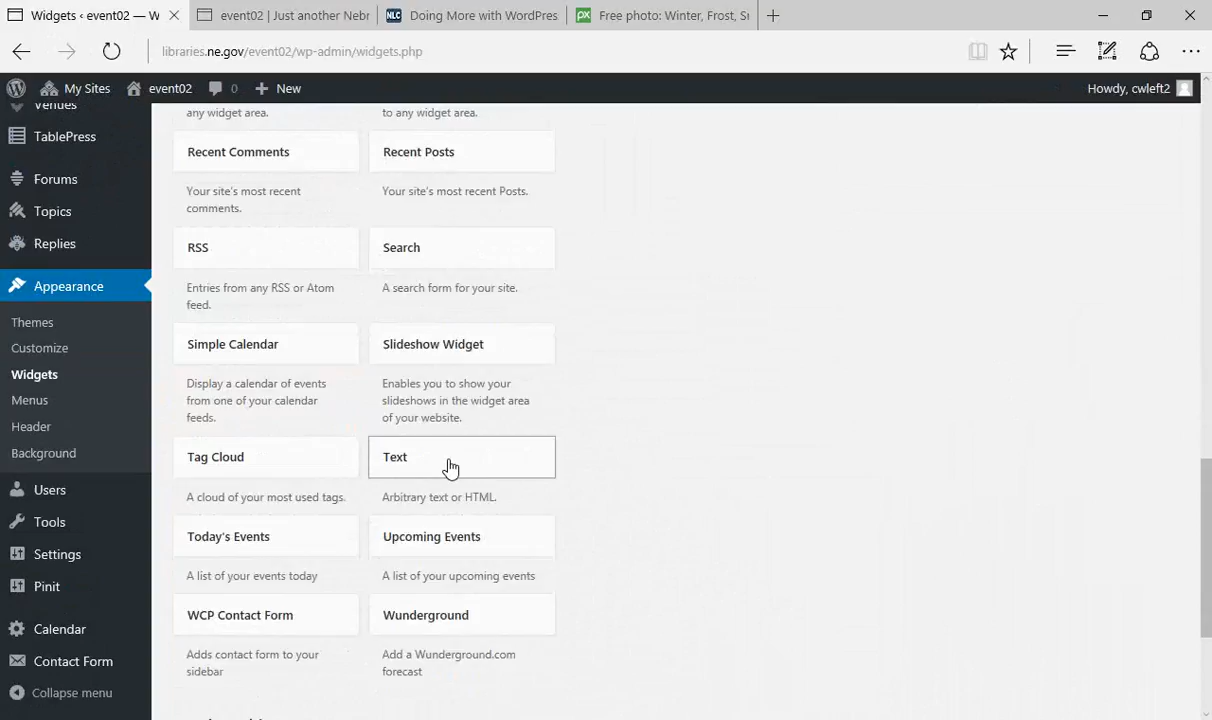 Widgets ‹ event02 — W
event02 | Just another Nebr
NLC Doing More with WordPress
PX Free photo: Winter, Frost, Sn
libraries.ne.gov/event02/wp-admin/widgets.php
My Sites event02 0 New Howdy, cwleft2
Venues
TablePress
Forums
Topics
Replies
Appearance
Themes
Customize
Widgets
Menus
Header
Background
Users
Tools
Settings
Pinit
Calendar
Contact Form
Collapse menu
any widget area.
to any widget area.
Recent Comments
Your site's most recent
comments.
Recent Posts
Your site's most recent Posts.
RSS
Entries from any RSS or Atom
feed.
Search
A search form for your site.
Simple Calendar
Display a calendar of events
from one of your calendar
feeds.
Slideshow Widget
Enables you to show your
slideshows in the widget area
of your website.
Tag Cloud
A cloud of your most used tags.
Text
Arbitrary text or HTML.
Today's Events
A list of your events today
Upcoming Events
A list of your upcoming events
WCP Contact Form
Adds contact form to your
sidebar
Wunderground
Add a Wunderground.com
forecast